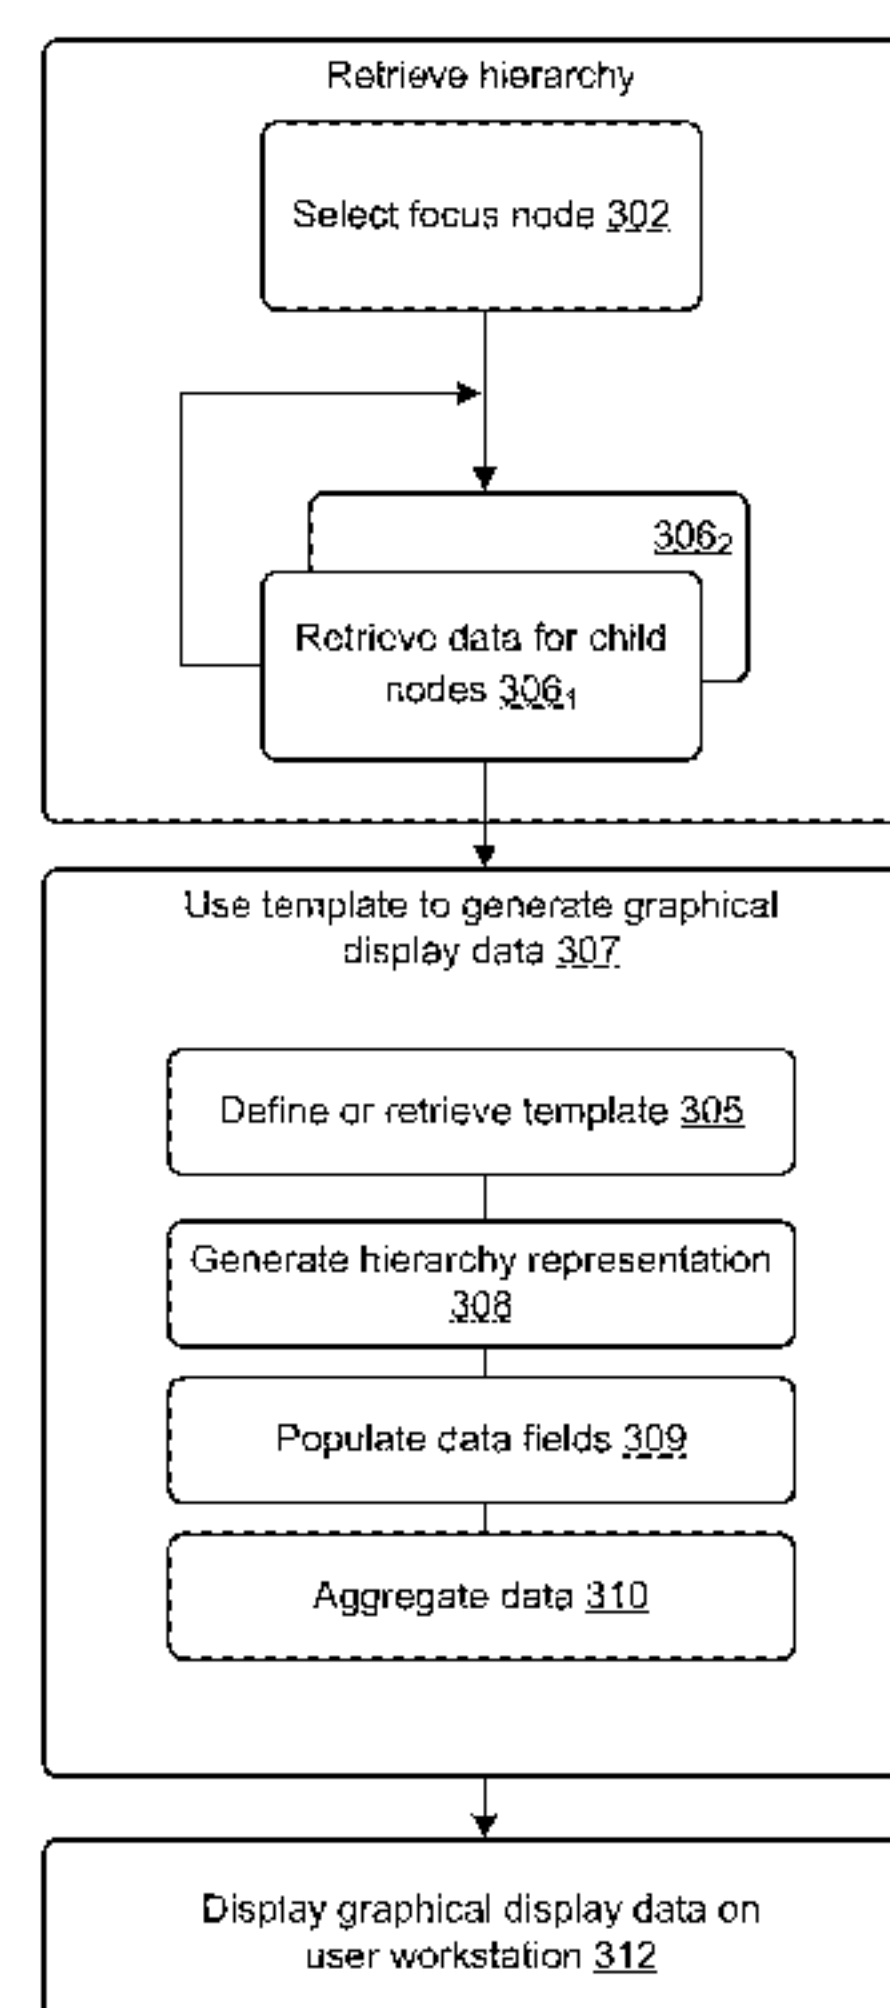 Retrieve hierarchy
Select focus node 302
306₂
Retrieve data for child
nodes 306₁
Use template to generate graphical
display data 307
Define or retrieve template 305
Generate hierarchy representation
308
Populate data fields 309
Aggregate data 310
Display graphical display data on
user workstation 312